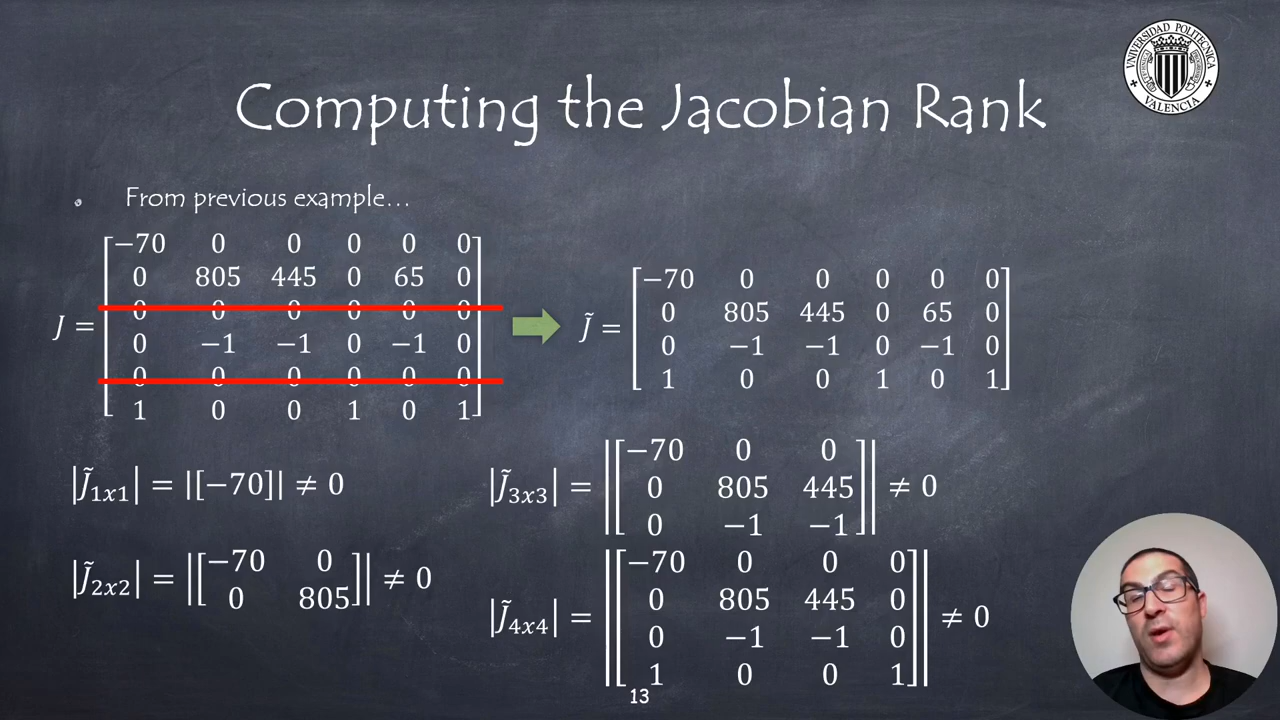 UNIVERSIDAD POLITECNICA
VALENCIA
Computing the Jacobian Rank
From previous example...
J =
−70 0 0 0 0 0
0 805 445 0 65 0
0 0 0 0 0 0
0 −1 −1 0 −1 0
0 0 0 0 0 0
1 0 0 1 0 1
J̃ =
−70 0 0 0 0 0
0 805 445 0 65 0
0 −1 −1 0 −1 0
1 0 0 1 0 1
|J̃1x1| = |[−70]| ≠ 0
|J̃2x2| =
−70 0
0 805
≠ 0
|J̃3x3| =
−70 0 0
0 805 445
0 −1 −1
≠ 0
|J̃4x4| =
−70 0 0 0
0 805 445 0
0 −1 −1 0
1 0 0 1
≠ 0
13